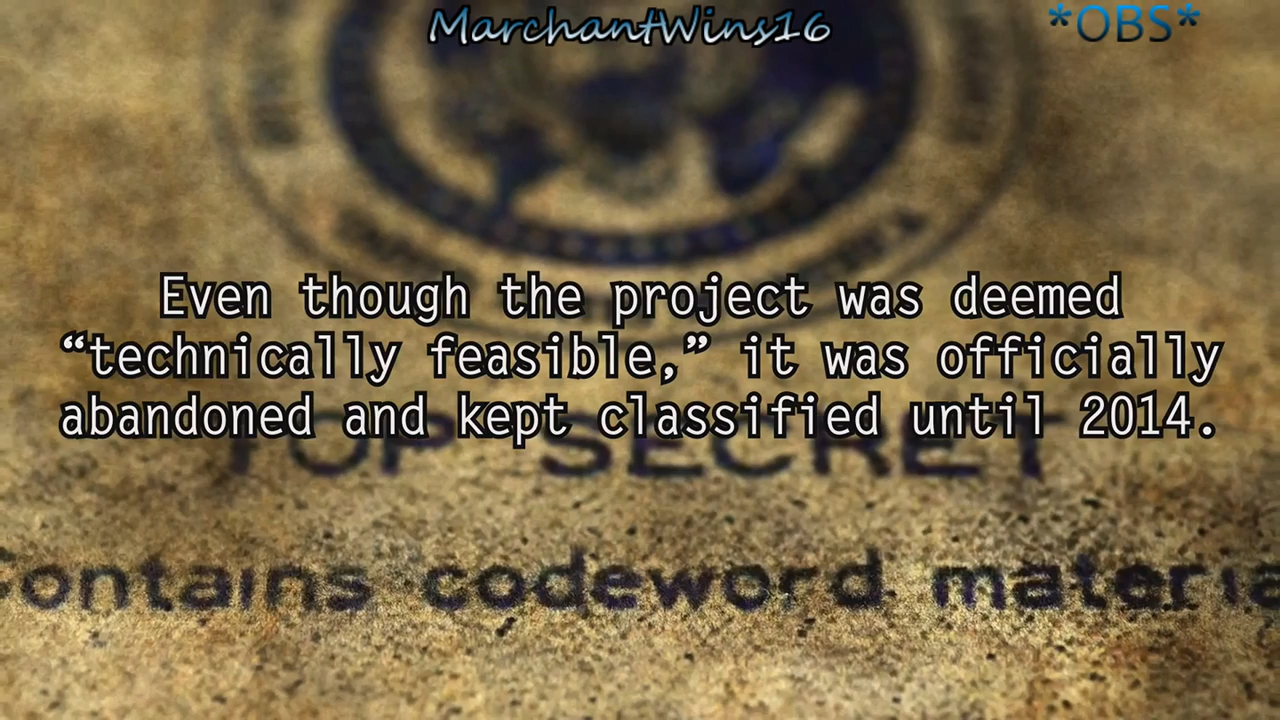 MarchantWins16
*OBS*
Even though the project was deemed
“technically feasible,” it was officially
abandoned and kept classified until 2014.
TOP SECRET
contains codeword materia